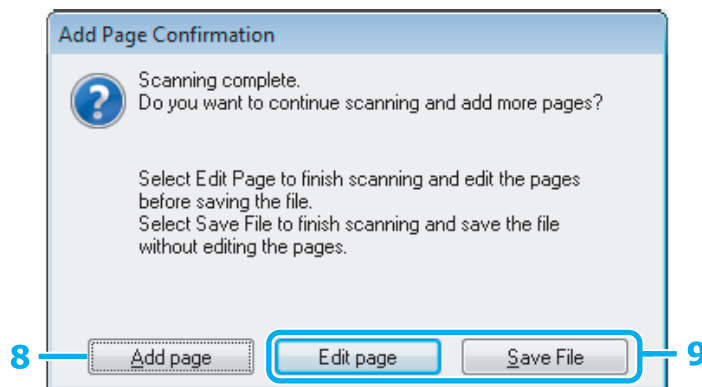 Add Page Confirmation
Scanning complete.
Do you want to continue scanning and add more pages?
Select Edit Page to finish scanning and edit the pages
before saving the file.
Select Save File to finish scanning and save the file
without editing the pages.
8 Add page Edit page Save File 9